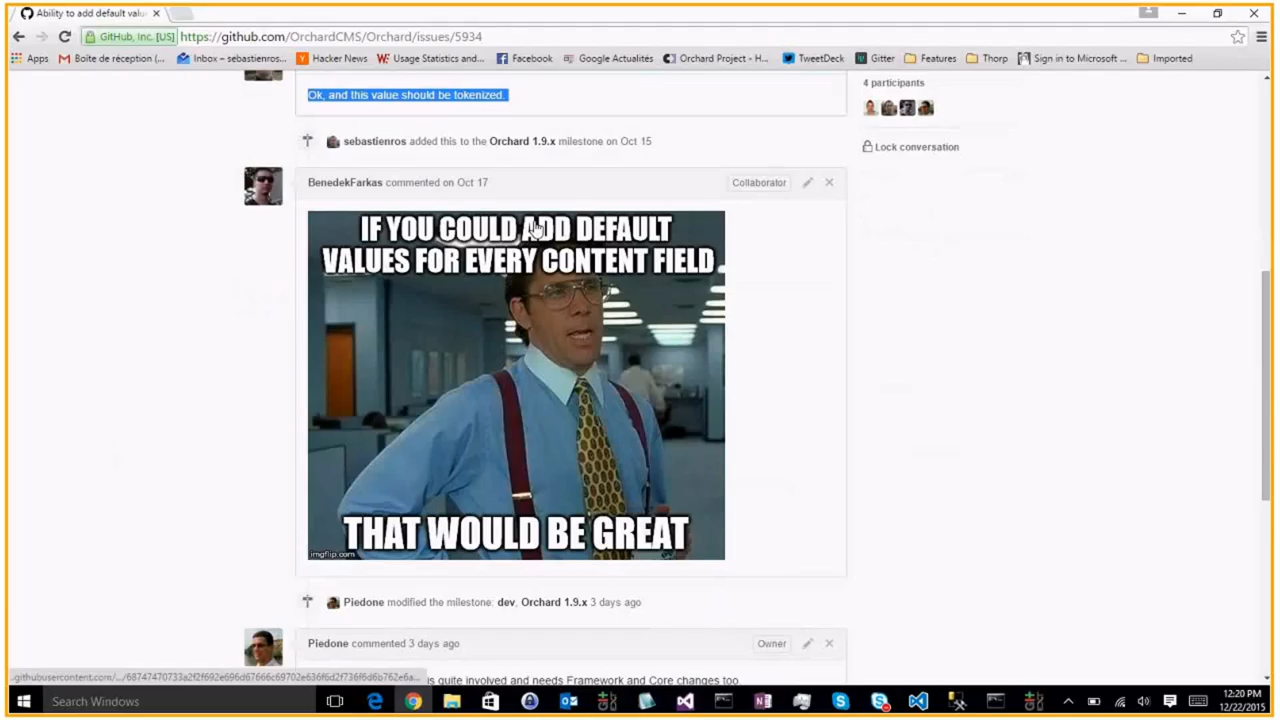 Ability to add default valu
GitHub, Inc. [US] https://github.com/OrchardCMS/Orchard/issues/5934
Apps Boîte de réception (... Inbox – sebastienros... Hacker News Usage Statistics and... Facebook Google Actualités Orchard Project - H... TweetDeck Gitter Features Thorp Sign in to Microsoft ... Imported
4 participants
Ok, and this value should be tokenized.
sebastienros added this to the Orchard 1.9.x milestone on Oct 15
Lock conversation
BenedekFarkas commented on Oct 17 Collaborator
IF YOU COULD ADD DEFAULT
VALUES FOR EVERY CONTENT FIELD
THAT WOULD BE GREAT
imgflip.com
Piedone modified the milestone: dev, Orchard 1.9.x 3 days ago
Piedone commented 3 days ago Owner
is quite involved and needs Framework and Core changes too.
Search Windows
12:20 PM
12/22/2015